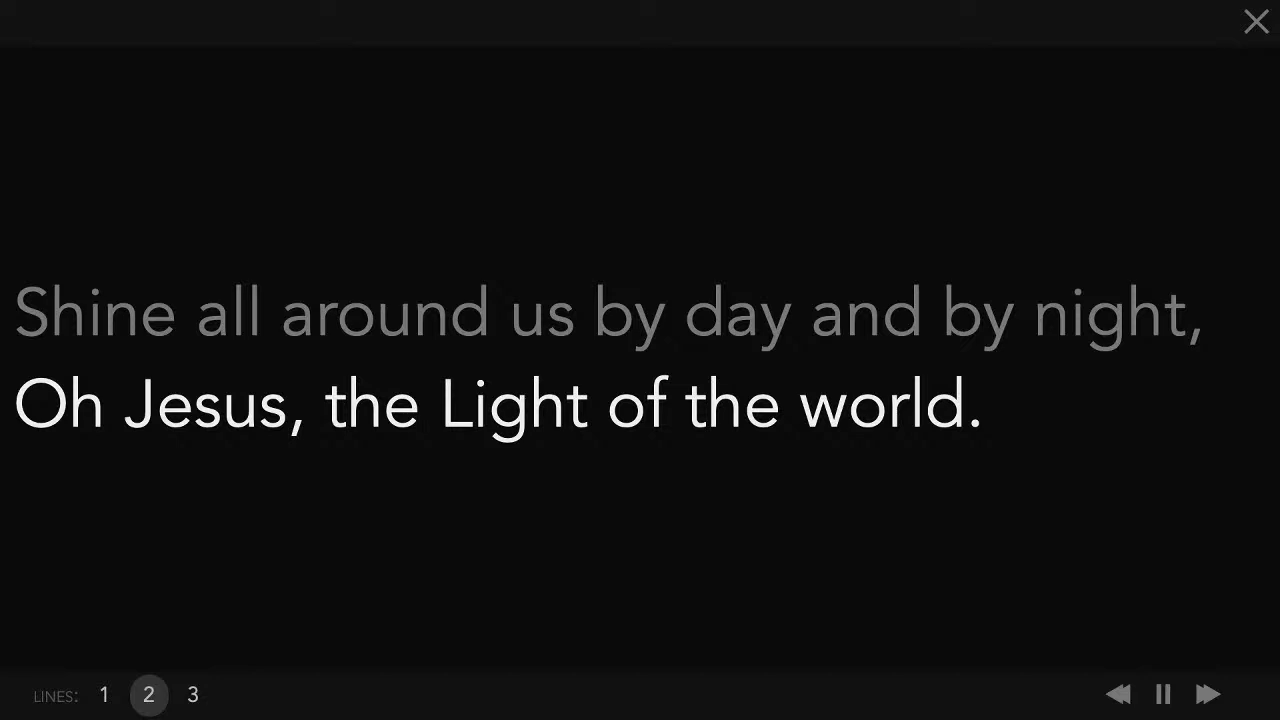 Shine all around us by day and by night,
Oh Jesus, the Light of the world.
LINES: 1 2 3